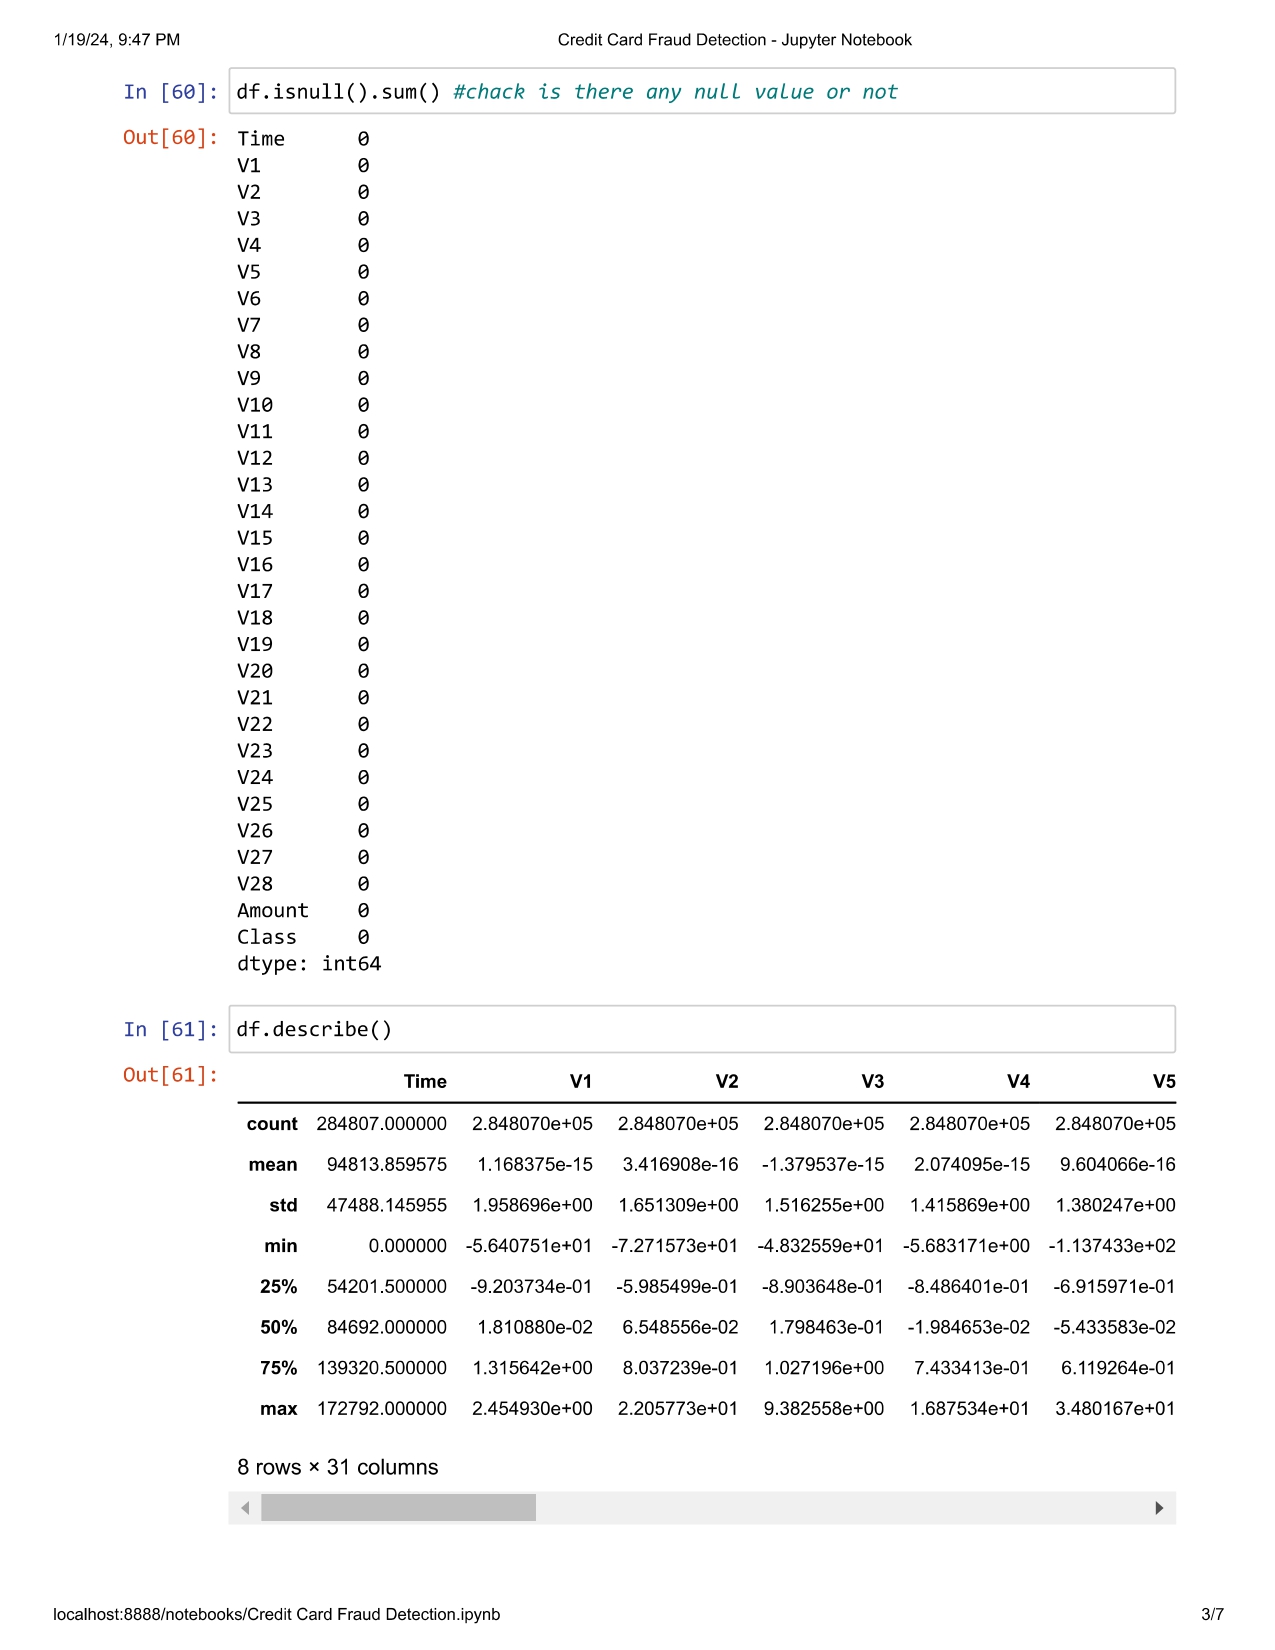 1/19/24, 9:47 PM Credit Card Fraud Detection - Jupyter Notebook
In [60]: df.isnull().sum() #chack is there any null value or not
Out[60]: Time 0
V1 0
V2 0
V3 0
V4 0
V5 0
V6 0
V7 0
V8 0
V9 0
V10 0
V11 0
V12 0
V13 0
V14 0
V15 0
V16 0
V17 0
V18 0
V19 0
V20 0
V21 0
V22 0
V23 0
V24 0
V25 0
V26 0
V27 0
V28 0
Amount 0
Class 0
dtype: int64
In [61]: df.describe()
Out[61]:
Time V1 V2 V3 V4 V5
count 284807.000000 2.848070e+05 2.848070e+05 2.848070e+05 2.848070e+05 2.848070e+05
mean 94813.859575 1.168375e-15 3.416908e-16 -1.379537e-15 2.074095e-15 9.604066e-16
std 47488.145955 1.958696e+00 1.651309e+00 1.516255e+00 1.415869e+00 1.380247e+00
min 0.000000 -5.640751e+01 -7.271573e+01 -4.832559e+01 -5.683171e+00 -1.137433e+02
25% 54201.500000 -9.203734e-01 -5.985499e-01 -8.903648e-01 -8.486401e-01 -6.915971e-01
50% 84692.000000 1.810880e-02 6.548556e-02 1.798463e-01 -1.984653e-02 -5.433583e-02
75% 139320.500000 1.315642e+00 8.037239e-01 1.027196e+00 7.433413e-01 6.119264e-01
max 172792.000000 2.454930e+00 2.205773e+01 9.382558e+00 1.687534e+01 3.480167e+01
8 rows × 31 columns
localhost:8888/notebooks/Credit Card Fraud Detection.ipynb 3/7